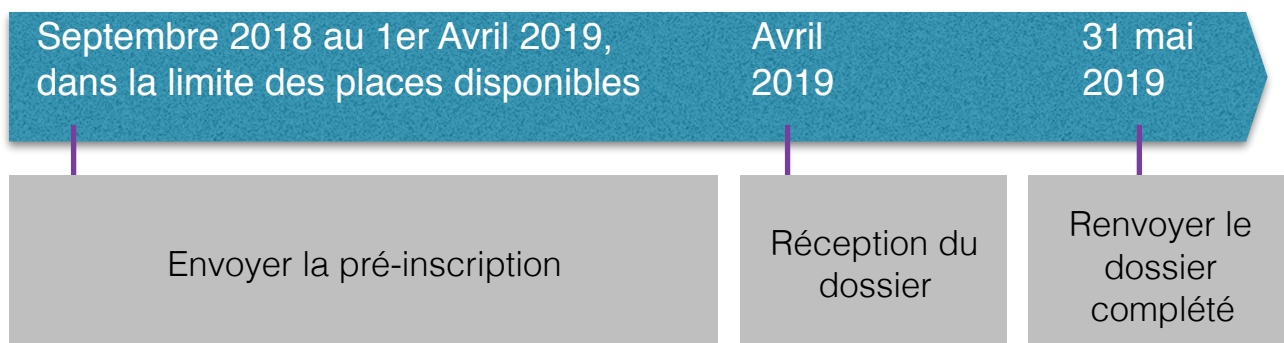 Septembre 2018 au 1er Avril 2019,
dans la limite des places disponibles
Avril
2019
31 mai
2019
Envoyer la pré-inscription
Réception du
dossier
Renvoyer le
dossier
complété